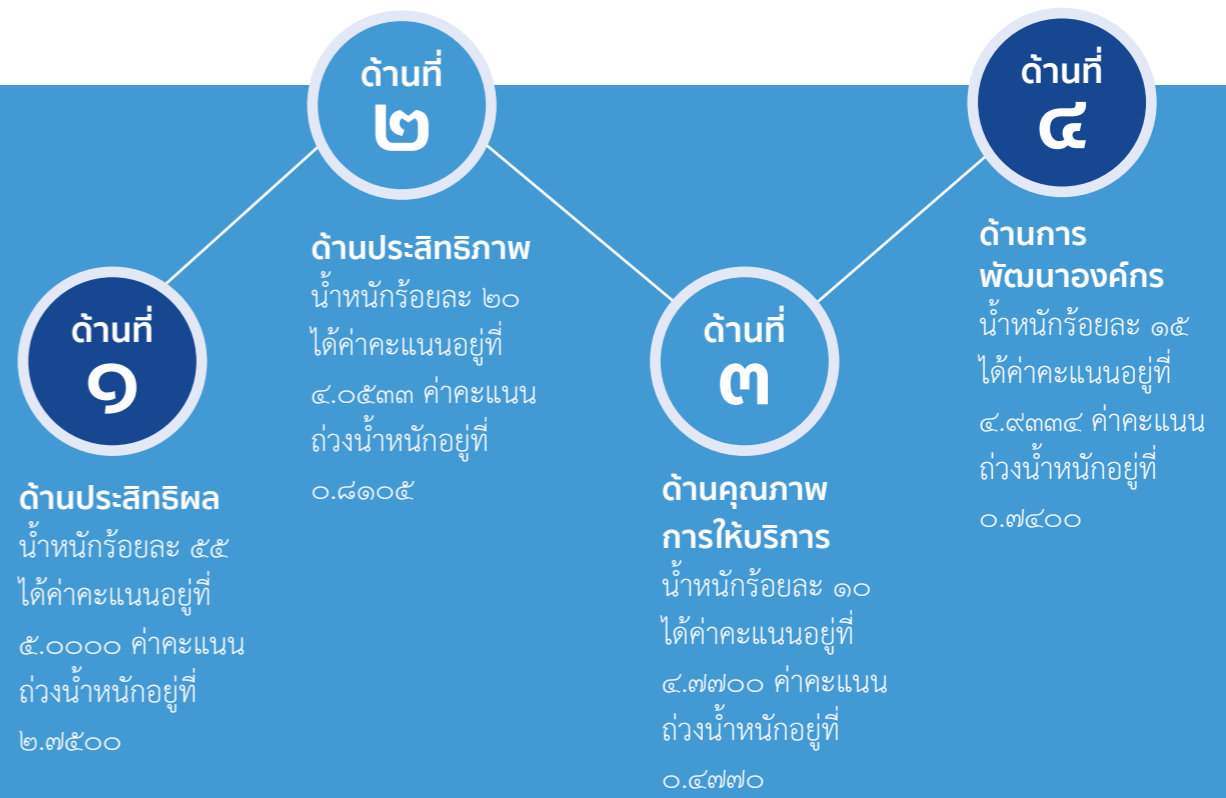 ด้านที่
๑
ด้านประสิทธิผล
น้ำหนักร้อยละ ๕๕
ได้ค่าคะแนนอยู่ที่
๕.๐๐๐๐ ค่าคะแนน
ถ่วงน้ำหนักอยู่ที่
๒.๗๕๐๐
ด้านที่
๒
ด้านประสิทธิภาพ
น้ำหนักร้อยละ ๒๐
ได้ค่าคะแนนอยู่ที่
๔.๐๕๓๓ ค่าคะแนน
ถ่วงน้ำหนักอยู่ที่
๐.๘๑๐๕
ด้านที่
๓
ด้านคุณภาพ
การให้บริการ
น้ำหนักร้อยละ ๑๐
ได้ค่าคะแนนอยู่ที่
๔.๗๗๐๐ ค่าคะแนน
ถ่วงน้ำหนักอยู่ที่
๐.๔๗๗๐
ด้านที่
๔
ด้านการ
พัฒนาองค์กร
น้ำหนักร้อยละ ๑๕
ได้ค่าคะแนนอยู่ที่
๔.๙๓๓๔ ค่าคะแนน
ถ่วงน้ำหนักอยู่ที่
๐.๗๔๐๐